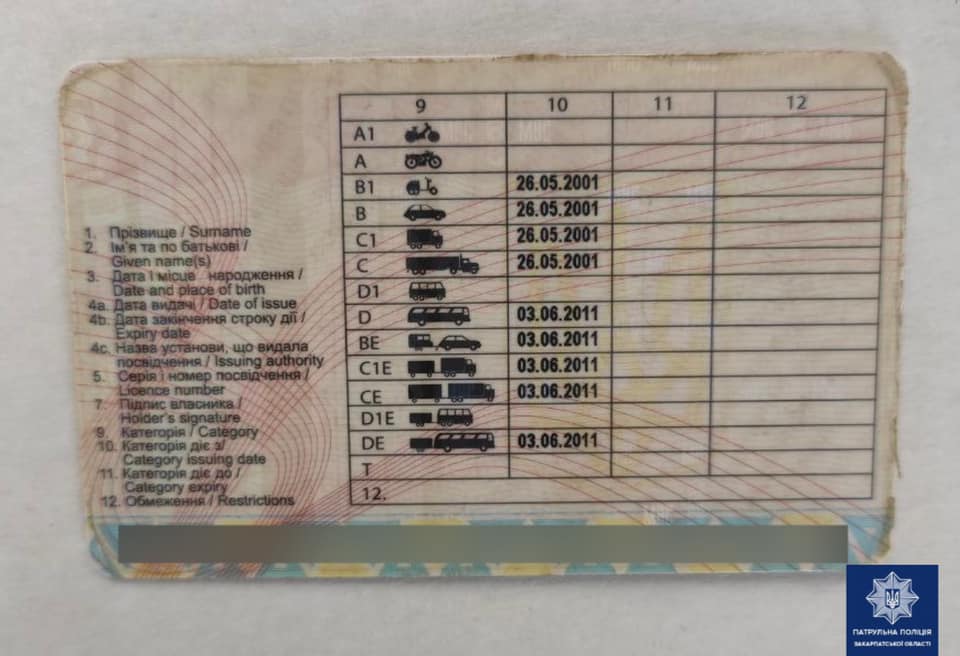 1. Прізвище / Surname
2. Ім'я та по батькові /
Given name(s)
3. Дата і місце народження /
Date and place of birth
4a. Дата видачі / Date of issue
4b. Дата закінчення строку дії /
Expiry date
4c. Назва установи, що видала
посвідчення / Issuing authority
5. Серія і номер посвідчення /
Licence number
7. Підпис власника /
Holder's signature
9. Категорія / Category
10. Категорія діє з/
Category issuing date
11. Категорія діє до /
Category expiry
12. Обмеження / Restrictions
9 10 11 12
A1
A
B1 26.05.2001
B 26.05.2001
C1 26.05.2001
C 26.05.2001
D1
D 03.06.2011
BE 03.06.2011
C1E 03.06.2011
CE 03.06.2011
D1E
DE 03.06.2011
T
12.
ПАТРУЛЬНА ПОЛІЦІЯ
ЗАКАРПАТСЬКОЇ ОБЛАСТІ